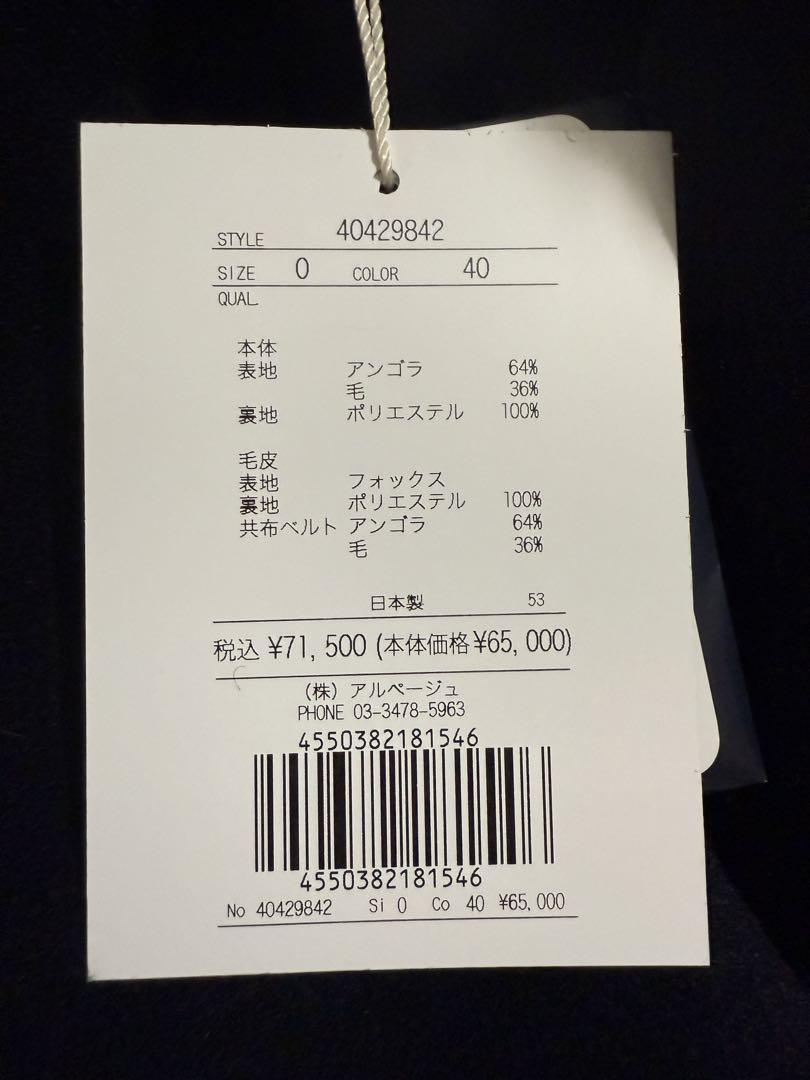 STYLE 40429842
SIZE 0 COLOR 40
QUAL
本体
表地 アンゴラ 64%
毛 36%
裏地 ポリエステル 100%
毛皮
表地 フォックス
裏地 ポリエステル 100%
共布ベルト アンゴラ 64%
毛 36%
日本製 53
税込 ¥71,500 (本体価格¥65,000)
(株) アルページュ
PHONE 03-3478-5963
4550382181546
4550382181546
No 40429842 Si 0 Co 40 ¥65,000